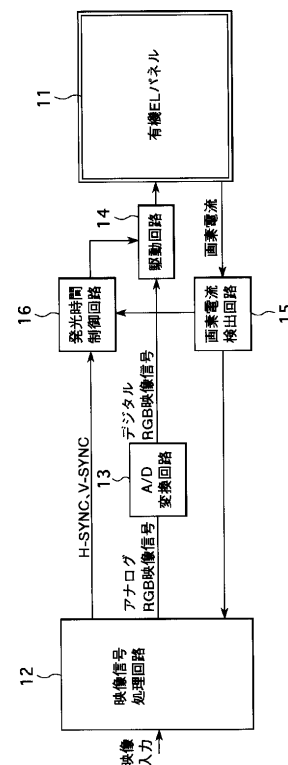 映像
入力
12
映像信号
処理回路
H-SYNC、V-SYNC
アナログ
RGB映像信号
13
A/D
変換回路
デジタル
RGB映像信号
16
発光時間
制御回路
14
駆動回路
15
画素電流
検出回路
画素電流
11
有機ELパネル